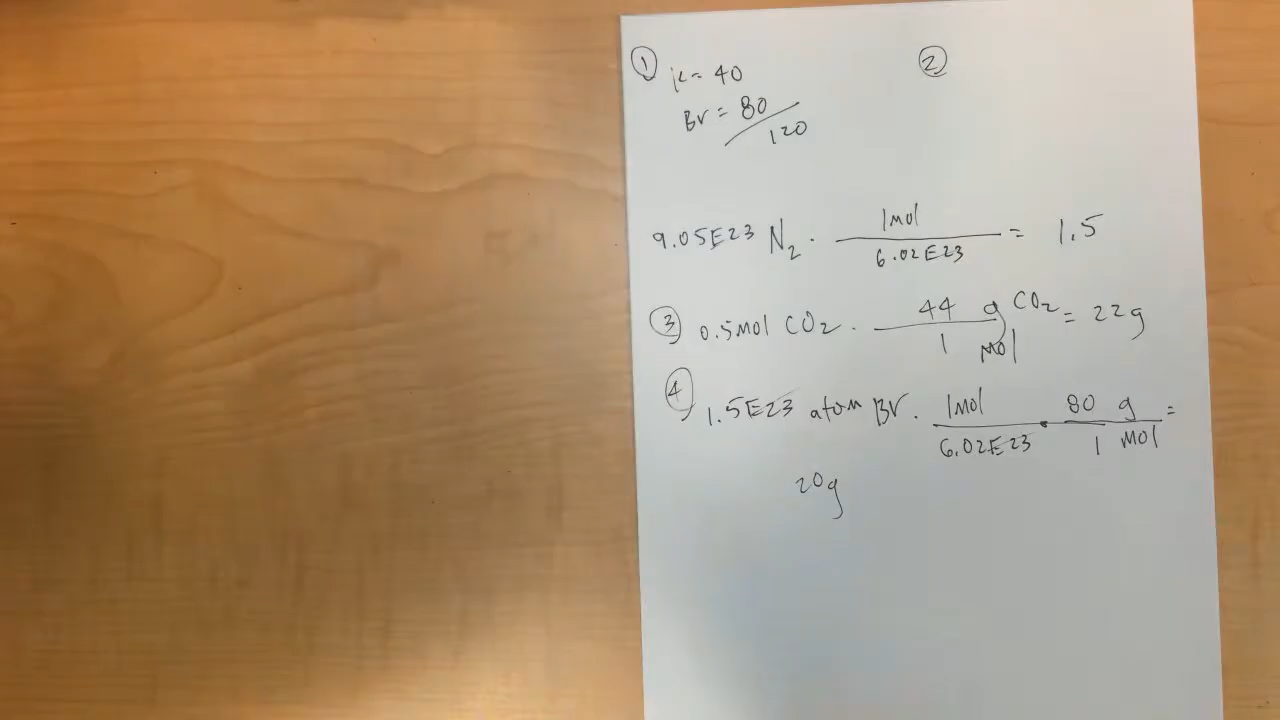 ① K = 40 ②
Br = 80
120
9.05E23 N₂ · 1mol / 6.02E23 = 1.5
③ 0.5mol CO₂ · 44 g CO₂ / 1 mol = 22g
④ 1.5E23 atom Br · 1mol / 6.02E23 · 80 g / 1 mol =
20g